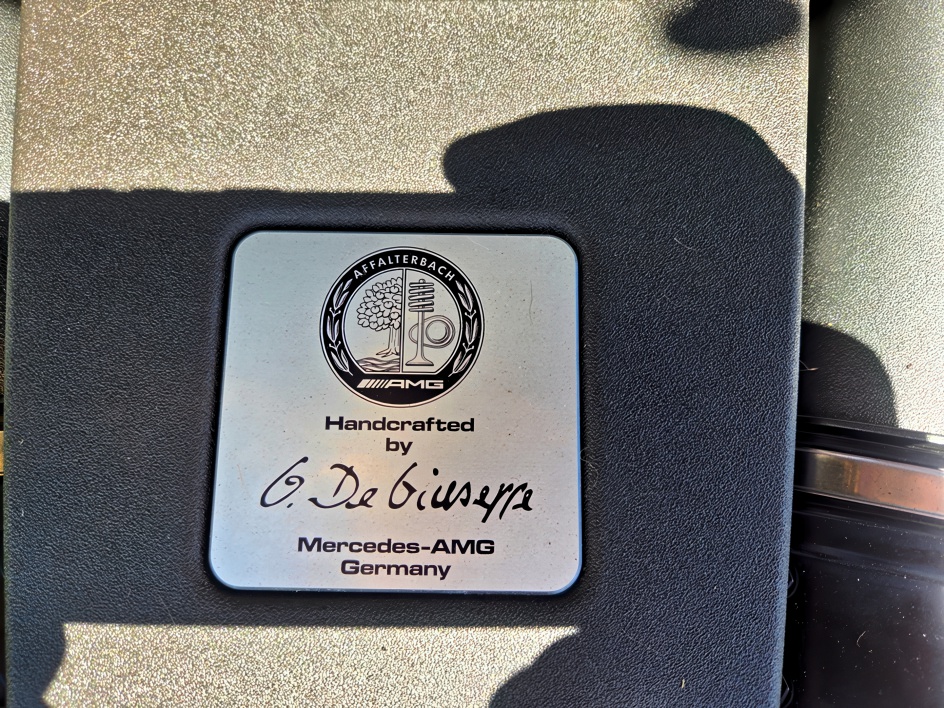 AFFALTERBACH
AMG
Handcrafted
by
G. De Giuseppe
Mercedes-AMG
Germany